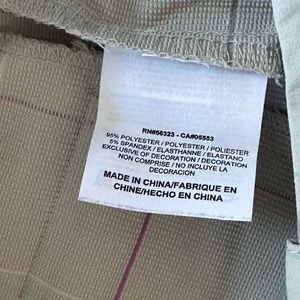 RN#56323 - CA#05553
95% POLYESTER / POLYESTER / POLIESTER
5% SPANDEX / ELASTHANNE / ELASTANO
EXCLUSIVE OF DECORATION / DECORATION
NON COMPRISE / NO INCLUYE LA
DECORACION
MADE IN CHINA/FABRIQUE EN
CHINE/HECHO EN CHINA